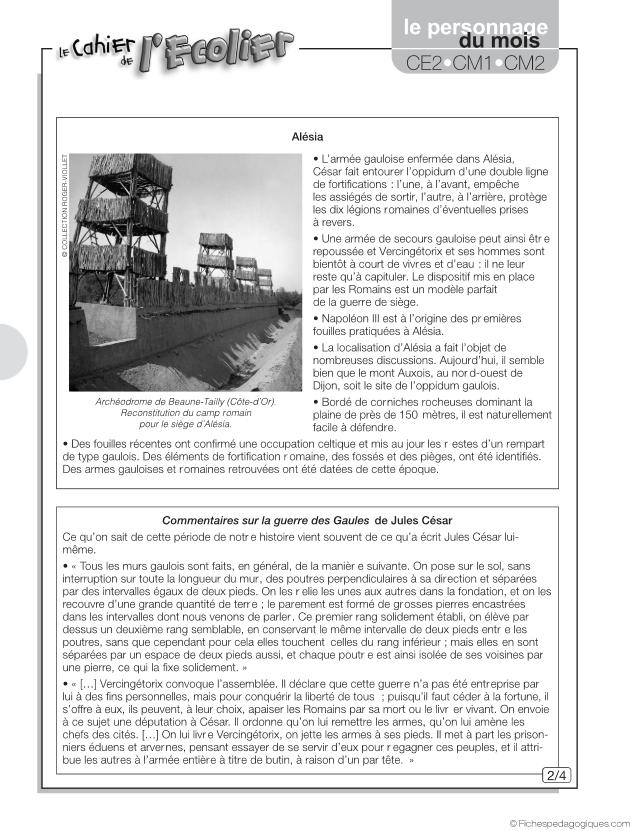 le personnage
du mois
CE2•CM1•CM2
LE CAHIER
DE l'Ecolier
Alésia
© COLLECTION ROGER-VIOLLET
• L'armée gauloise enfermée dans Alésia,
César fait entourer l'oppidum d'une double ligne
de fortifications : l'une, à l'avant, empêche
les assiégés de sortir, l'autre, à l'arrière, protège
les dix légions romaines d'éventuelles prises
à revers.
• Une armée de secours gauloise peut ainsi être
repoussée et Vercingétorix et ses hommes sont
bientôt à court de vivres et d'eau : il ne leur
reste qu'à capituler. Le dispositif mis en place
par les Romains est un modèle parfait
de la guerre de siège.
• Napoléon III est à l'origine des premières
fouilles pratiquées à Alésia.
• La localisation d'Alésia a fait l'objet de
nombreuses discussions. Aujourd'hui, il semble
bien que le mont Auxois, au nord-ouest de
Dijon, soit le site de l'oppidum gaulois.
• Bordé de corniches rocheuses dominant la
plaine de près de 150 mètres, il est naturellement
facile à défendre.
Archéodrome de Beaune-Tailly (Côte-d'Or).
Reconstitution du camp romain
pour le siège d'Alésia.
• Des fouilles récentes ont confirmé une occupation celtique et mis au jour les restes d'un rempart
de type gaulois. Des éléments de fortification romaine, des fossés et des pièges, ont été identifiés.
Des armes gauloises et romaines retrouvées ont été datées de cette époque.
Commentaires sur la guerre des Gaules de Jules César
Ce qu'on sait de cette période de notre histoire vient souvent de ce qu'a écrit Jules César lui-
même.
• « Tous les murs gaulois sont faits, en général, de la manière suivante. On pose sur le sol, sans
interruption sur toute la longueur du mur, des poutres perpendiculaires à sa direction et séparées
par des intervalles égaux de deux pieds. On les relie les unes aux autres dans la fondation, et on les
recouvre d'une grande quantité de terre ; le parement est formé de grosses pierres encastrées
dans les intervalles dont nous venons de parler. Ce premier rang solidement établi, on élève par
dessus un deuxième rang semblable, en conservant le même intervalle de deux pieds entre les
poutres, sans que cependant pour cela elles touchent celles du rang inférieur ; mais elles en sont
séparées par un espace de deux pieds aussi, et chaque poutre est ainsi isolée de ses voisines par
une pierre, ce qui la fixe solidement. »
• « [...] Vercingétorix convoque l'assemblée. Il déclare que cette guerre n'a pas été entreprise par
lui à des fins personnelles, mais pour conquérir la liberté de tous ; puisqu'il faut céder à la fortune, il
s'offre à eux, ils peuvent, à leur choix, apaiser les Romains par sa mort ou le livrer vivant. On envoie
à ce sujet une députation à César. Il ordonne qu'on lui remettre les armes, qu'on lui amène les
chefs des cités. [...] On lui livre Vercingétorix, on jette les armes à ses pieds. Il met à part les prison-
niers éduens et arvernes, pensant essayer de se servir d'eux pour regagner ces peuples, et il attri-
bue les autres à l'armée entière à titre de butin, à raison d'un par tête. »
2/4
© Fichespedagogiques.com